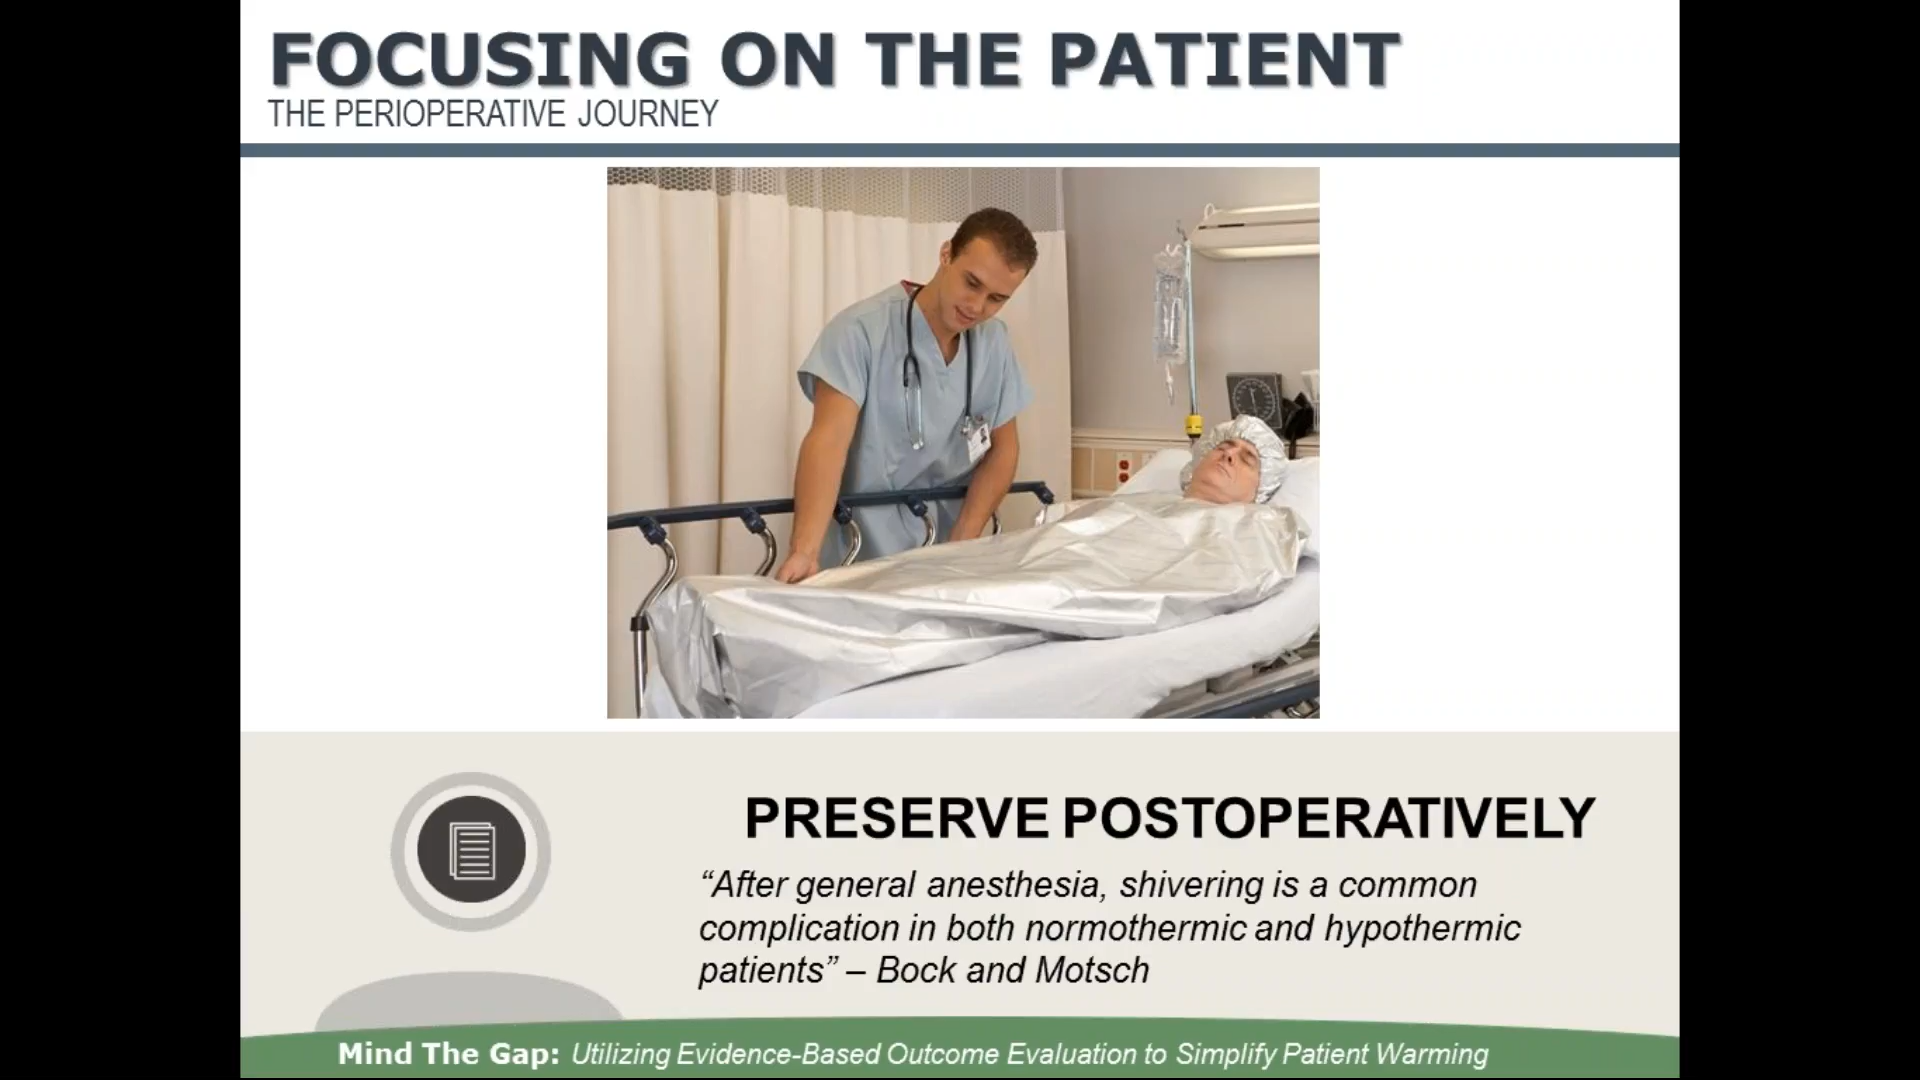 FOCUSING ON THE PATIENT
THE PERIOPERATIVE JOURNEY
PRESERVE POSTOPERATIVELY
“After general anesthesia, shivering is a common
complication in both normothermic and hypothermic
patients” – Bock and Motsch
Mind The Gap: Utilizing Evidence-Based Outcome Evaluation to Simplify Patient Warming